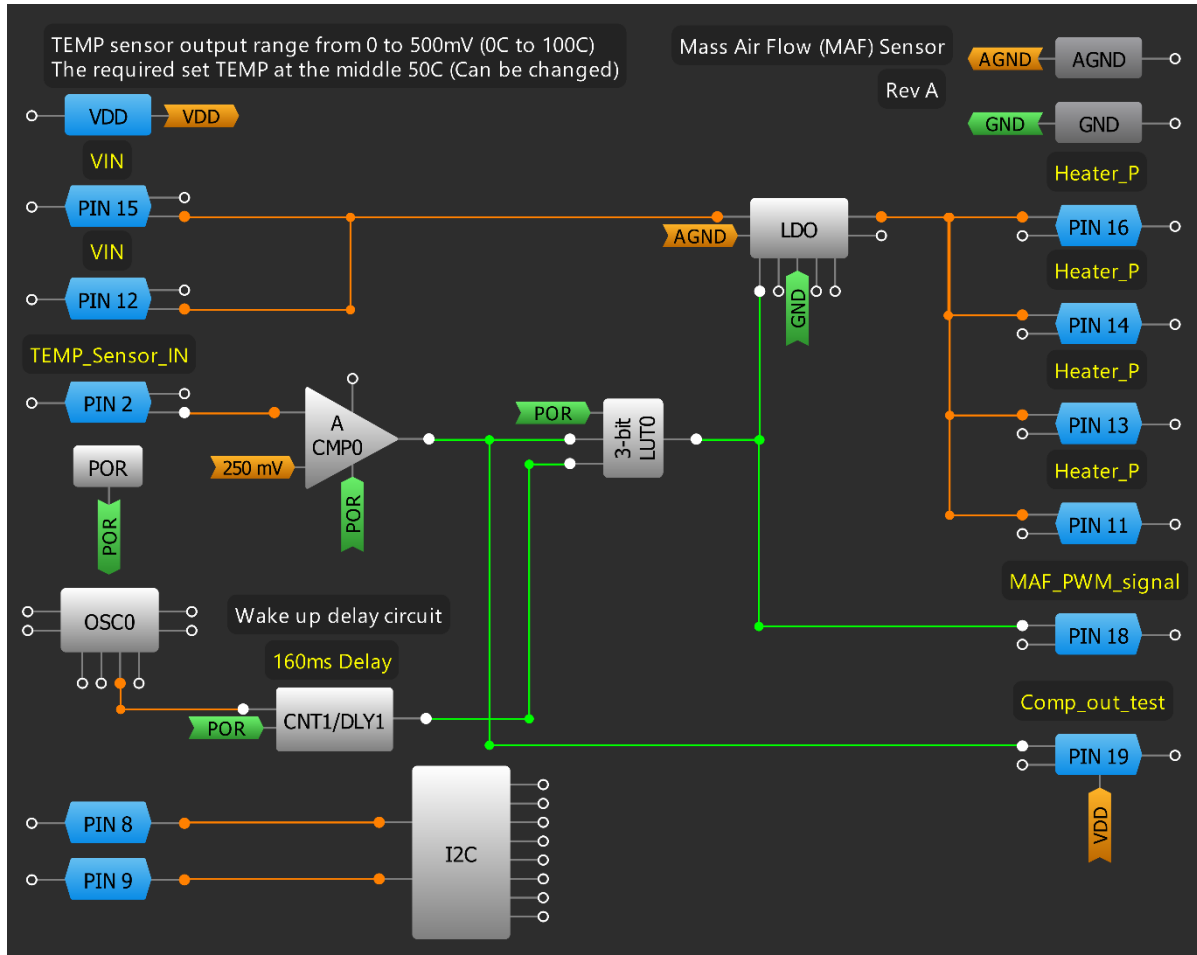 TEMP sensor output range from 0 to 500mV (0C to 100C)
The required set TEMP at the middle 50C (Can be changed)
Mass Air Flow (MAF) Sensor
Rev A
AGND
AGND
GND
GND
VDD
VDD
VIN
PIN 15
VIN
PIN 12
AGND
LDO
GND
Heater_P
PIN 16
Heater_P
PIN 14
Heater_P
PIN 13
Heater_P
PIN 11
TEMP_Sensor_IN
PIN 2
A
CMP0
250 mV
POR
POR
3-bit
LUT0
POR
POR
OSC0
Wake up delay circuit
160ms Delay
POR
CNT1/DLY1
MAF_PWM_signal
PIN 18
Comp_out_test
PIN 19
VDD
PIN 8
PIN 9
I2C